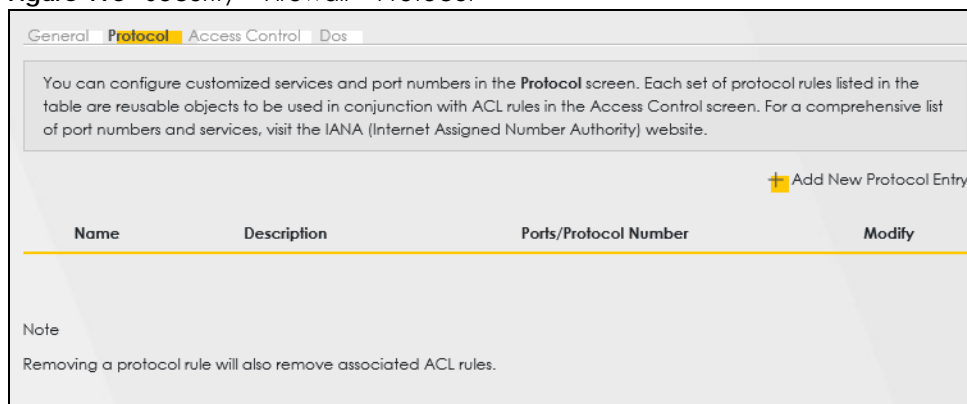 General Protocol Access Control Dos
You can configure customized services and port numbers in the Protocol screen. Each set of protocol rules listed in the
table are reusable objects to be used in conjunction with ACL rules in the Access Control screen. For a comprehensive list
of port numbers and services, visit the IANA (Internet Assigned Number Authority) website.
+ Add New Protocol Entry
Name Description Ports/Protocol Number Modify
Note
Removing a protocol rule will also remove associated ACL rules.